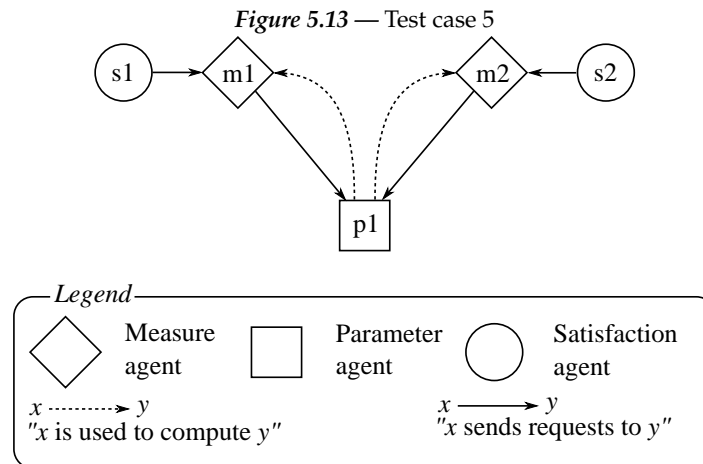 Figure 5.13 — Test case 5
s1
m1
m2
s2
p1
Legend
Measure
agent
Parameter
agent
Satisfaction
agent
x
y
"x is used to compute y"
x
y
"x sends requests to y"